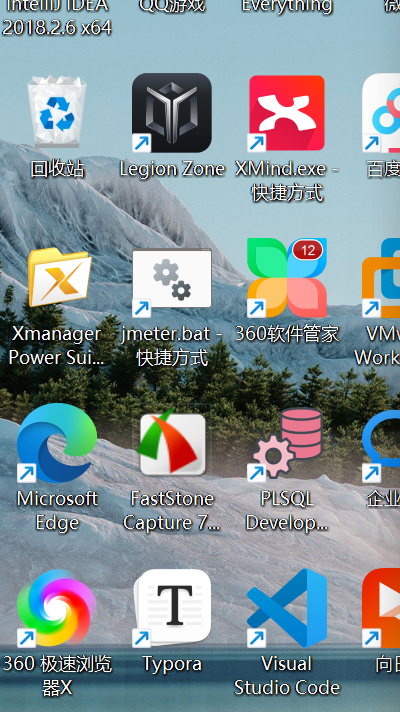 IntelliJ IDEA
2018.2.6 x64
QQ游戏
Everything
微
回收站
Legion Zone
XMind.exe -
快捷方式
百度
12
Xmanager
Power Sui...
jmeter.bat -
快捷方式
360软件管家
VMw
Work
Microsoft
Edge
FastStone
Capture 7...
PLSQL
Develop...
企业
360 极速浏览
器X
T
Typora
Visual
Studio Code
向日